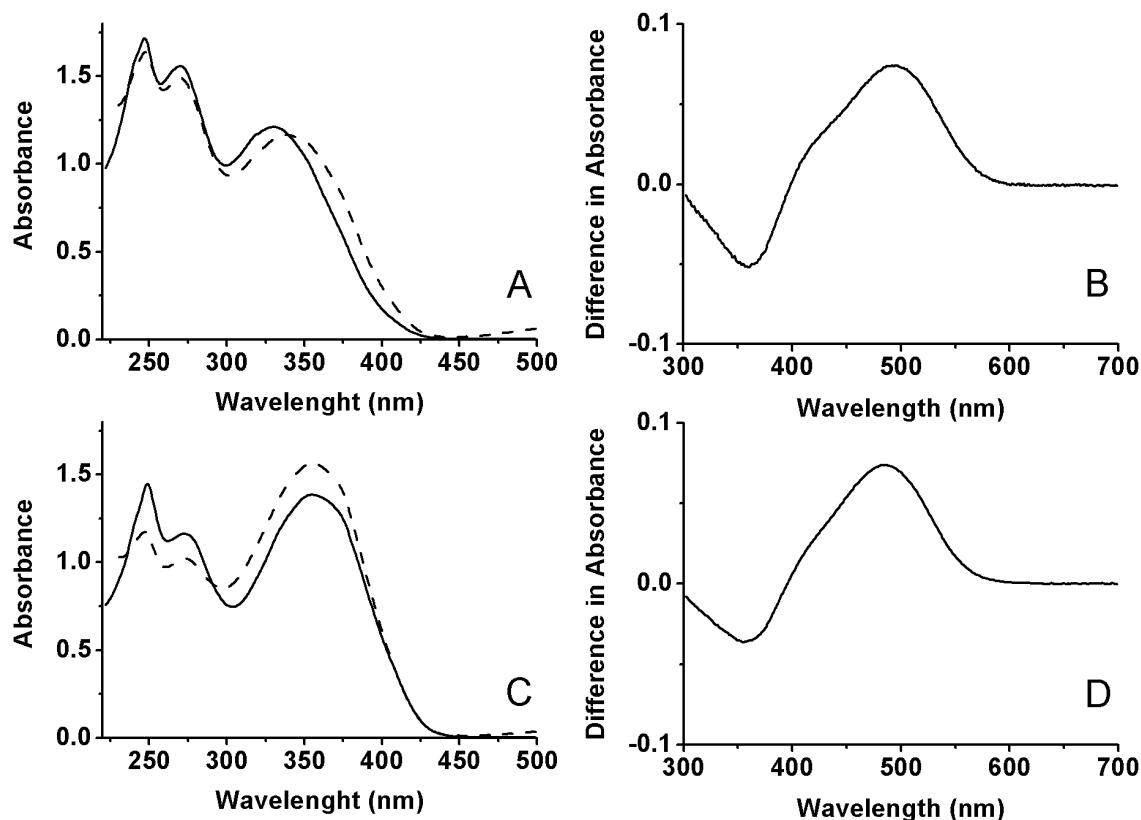 Absorbance
1.5
1.0
0.5
0.0
A
250 300 350 400 450 500
Wavelenght (nm)
Difference in Absorbance
0.1
0.0
-0.1
B
300 400 500 600 700
Wavelength (nm)
Absorbance
1.5
1.0
0.5
0.0
C
250 300 350 400 450 500
Wavelenght (nm)
Difference in Absorbance
0.1
0.0
-0.1
D
300 400 500 600 700
Wavelength (nm)